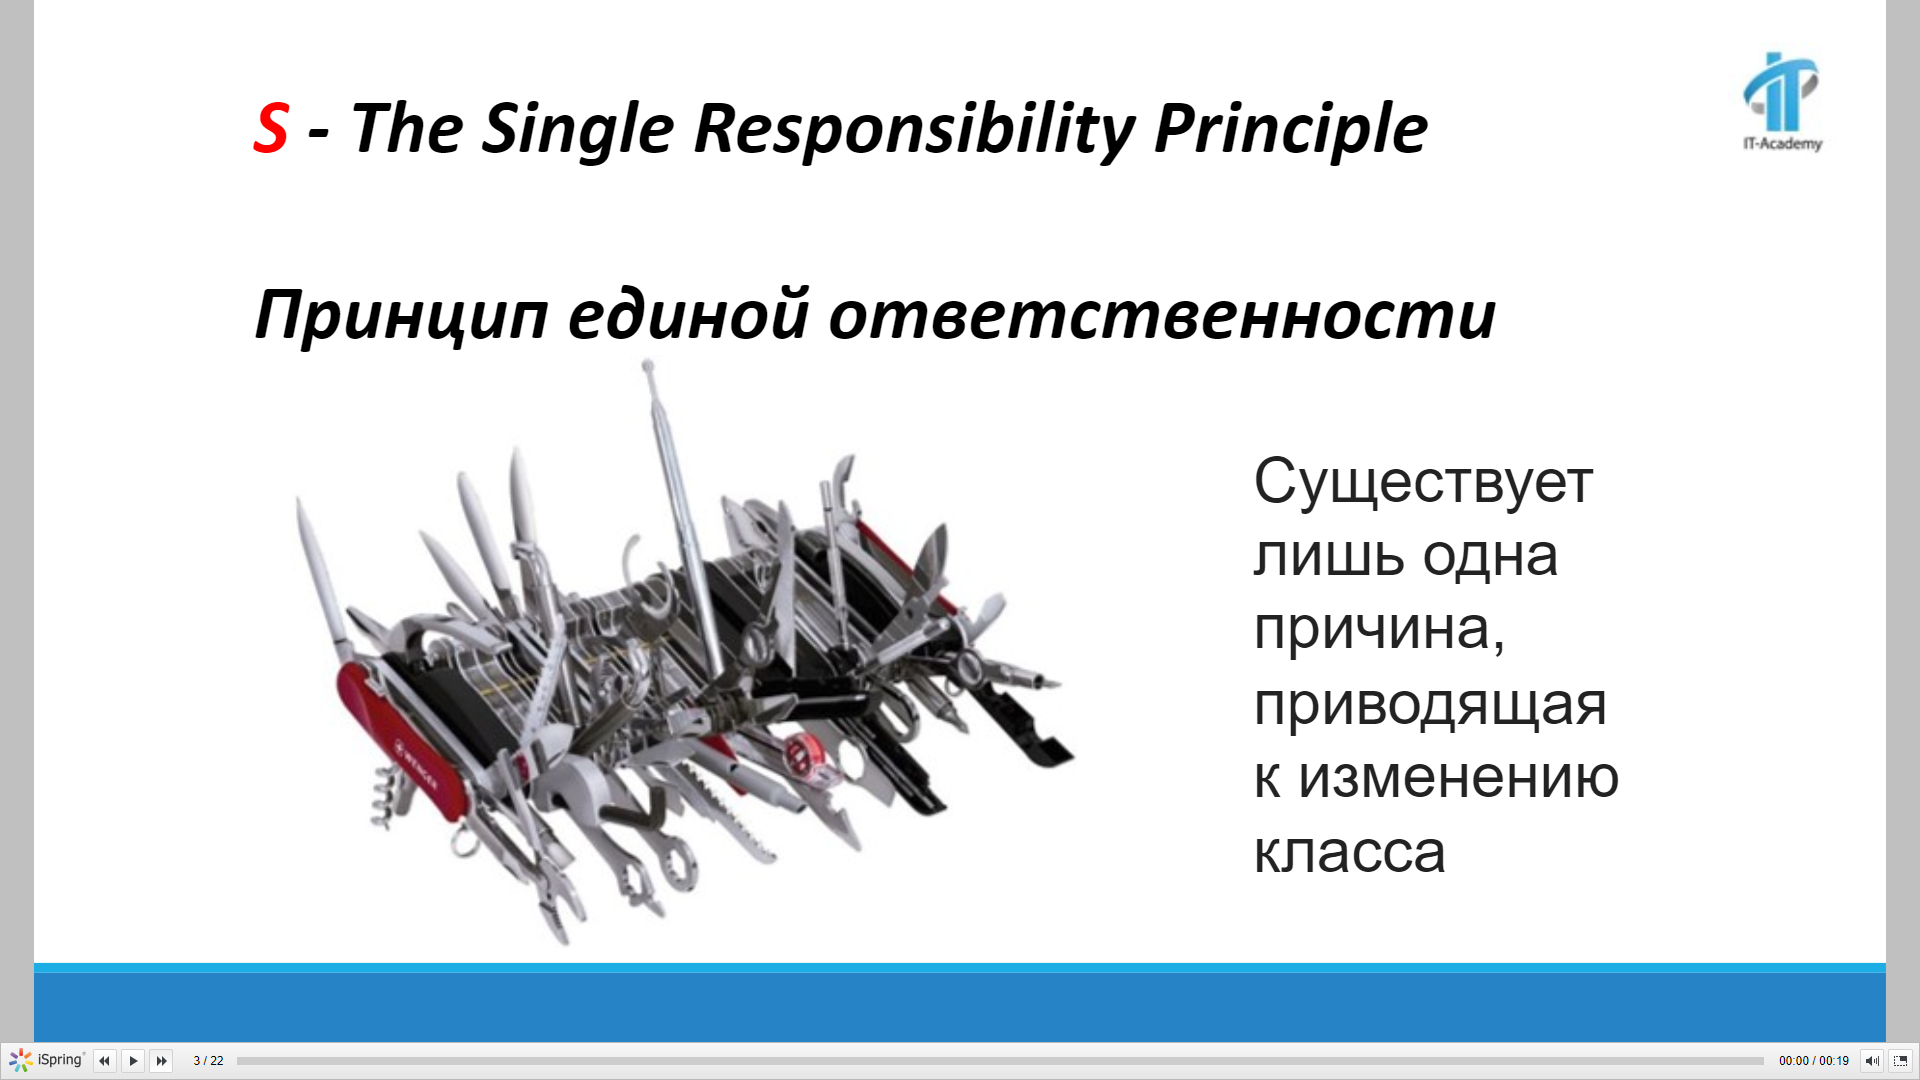 S - The Single Responsibility Principle
IT-Academy
Принцип единой ответственности
Существует
лишь одна
причина,
приводящая
к изменению
класса
WENGER
iSpring
3 / 22
00:00 / 00:19